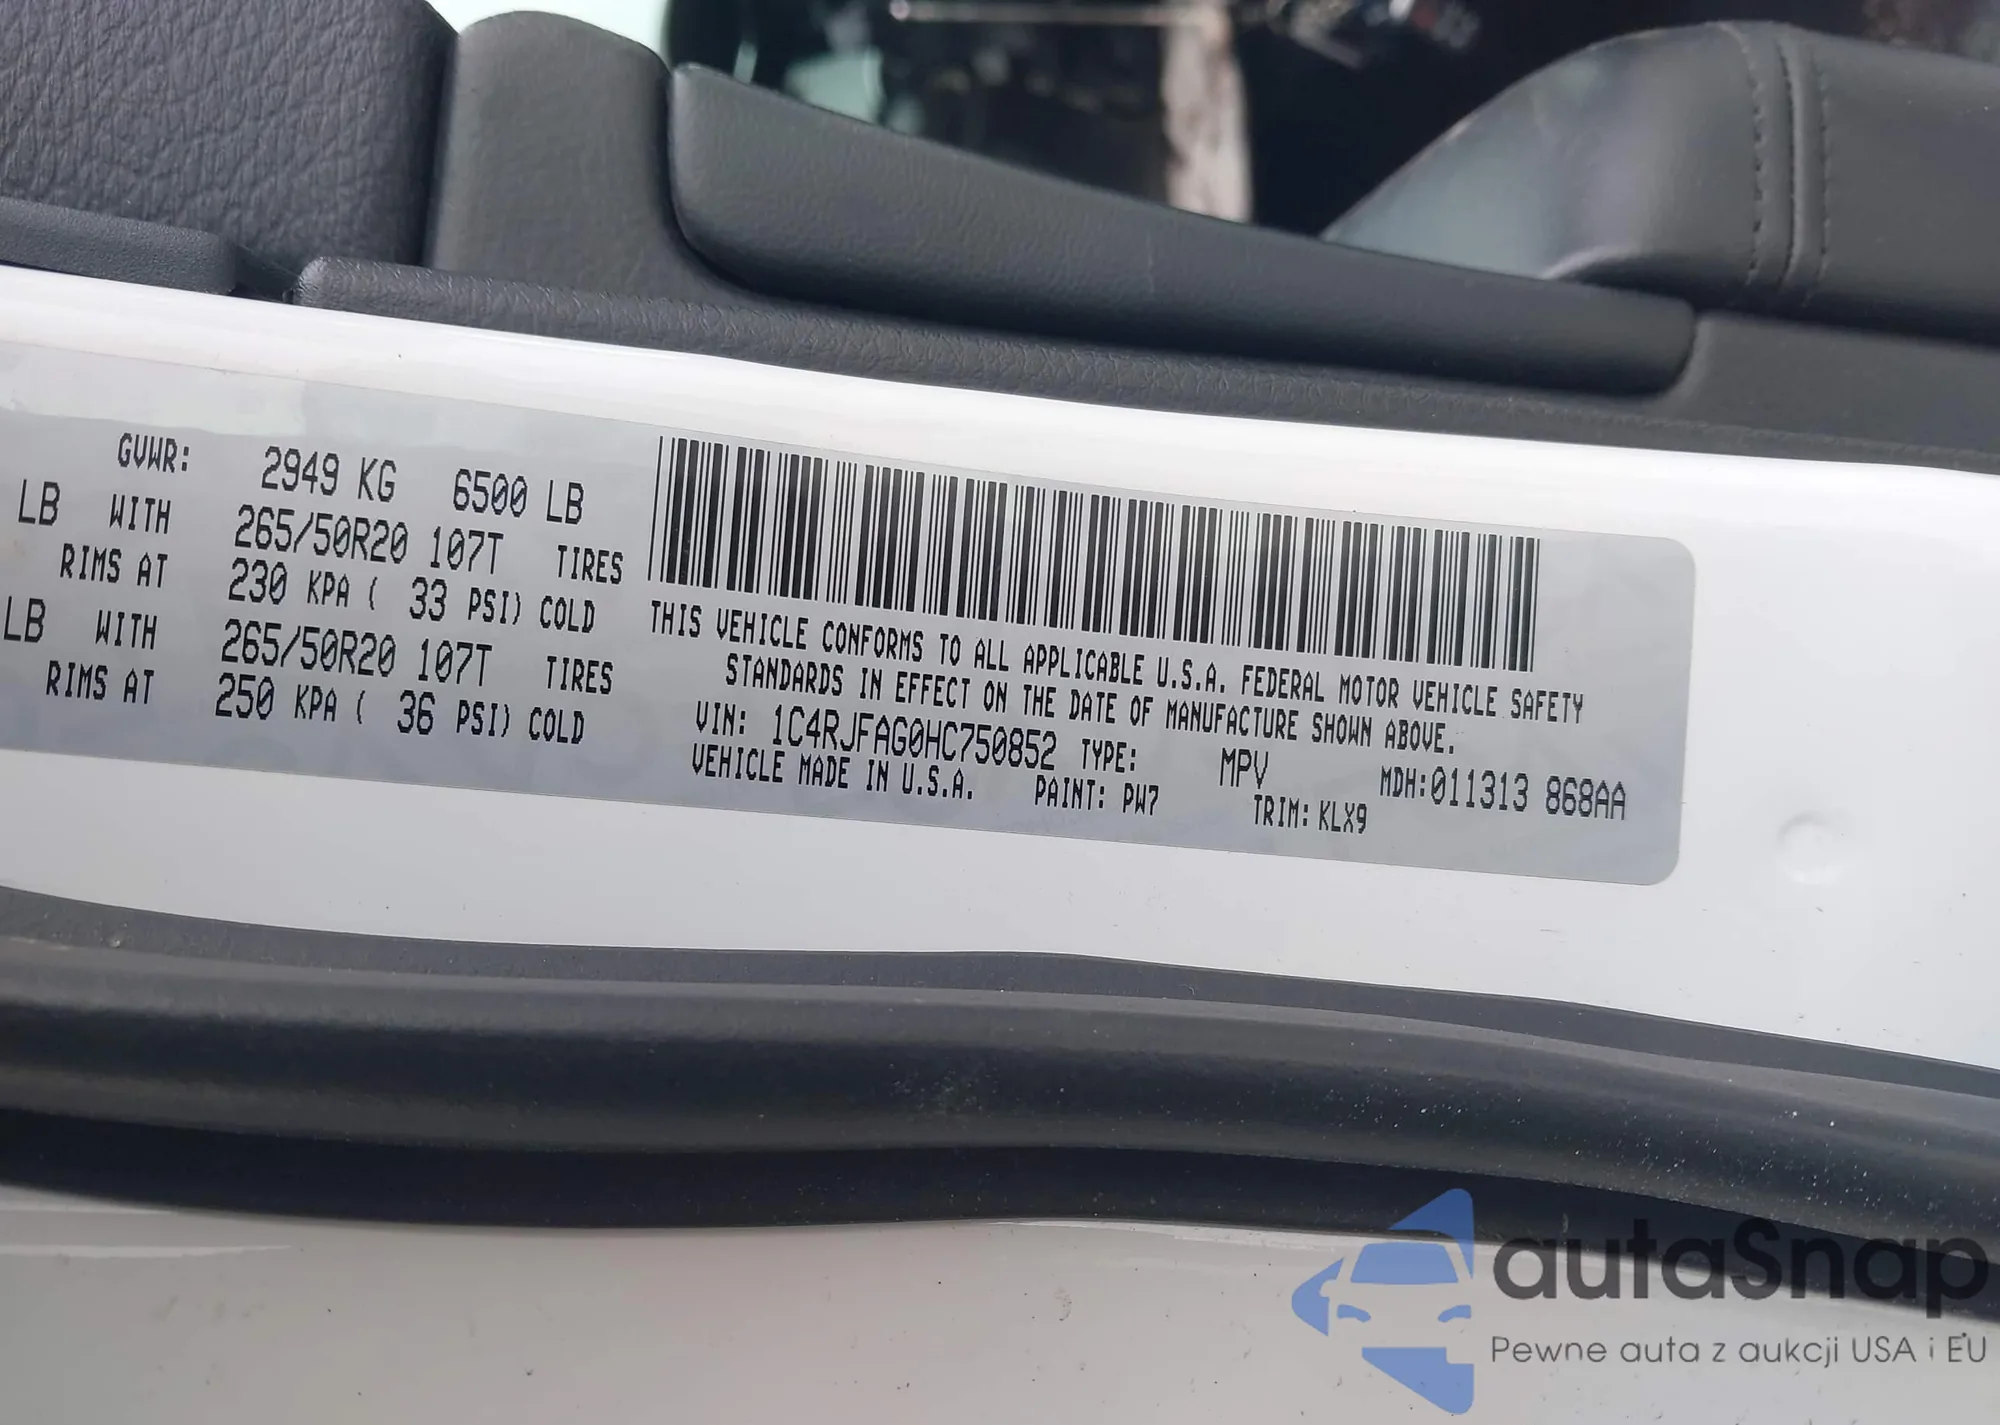 GVWR: 2949 KG 6500 LB
LB WITH 265/50R20 107T TIRES
RIMS AT 230 KPA ( 33 PSI) COLD
LB WITH 265/50R20 107T TIRES
RIMS AT 250 KPA ( 36 PSI) COLD
THIS VEHICLE CONFORMS TO ALL APPLICABLE U.S.A. FEDERAL MOTOR VEHICLE SAFETY
STANDARDS IN EFFECT ON THE DATE OF MANUFACTURE SHOWN ABOVE.
VIN: 1C4RJFAG0HC750852 TYPE: MPV MDH:011313 868AA
VEHICLE MADE IN U.S.A. PAINT: PW7 TRIM: KLX9
autaSnap
Pewne auta z aukcji USA i EU